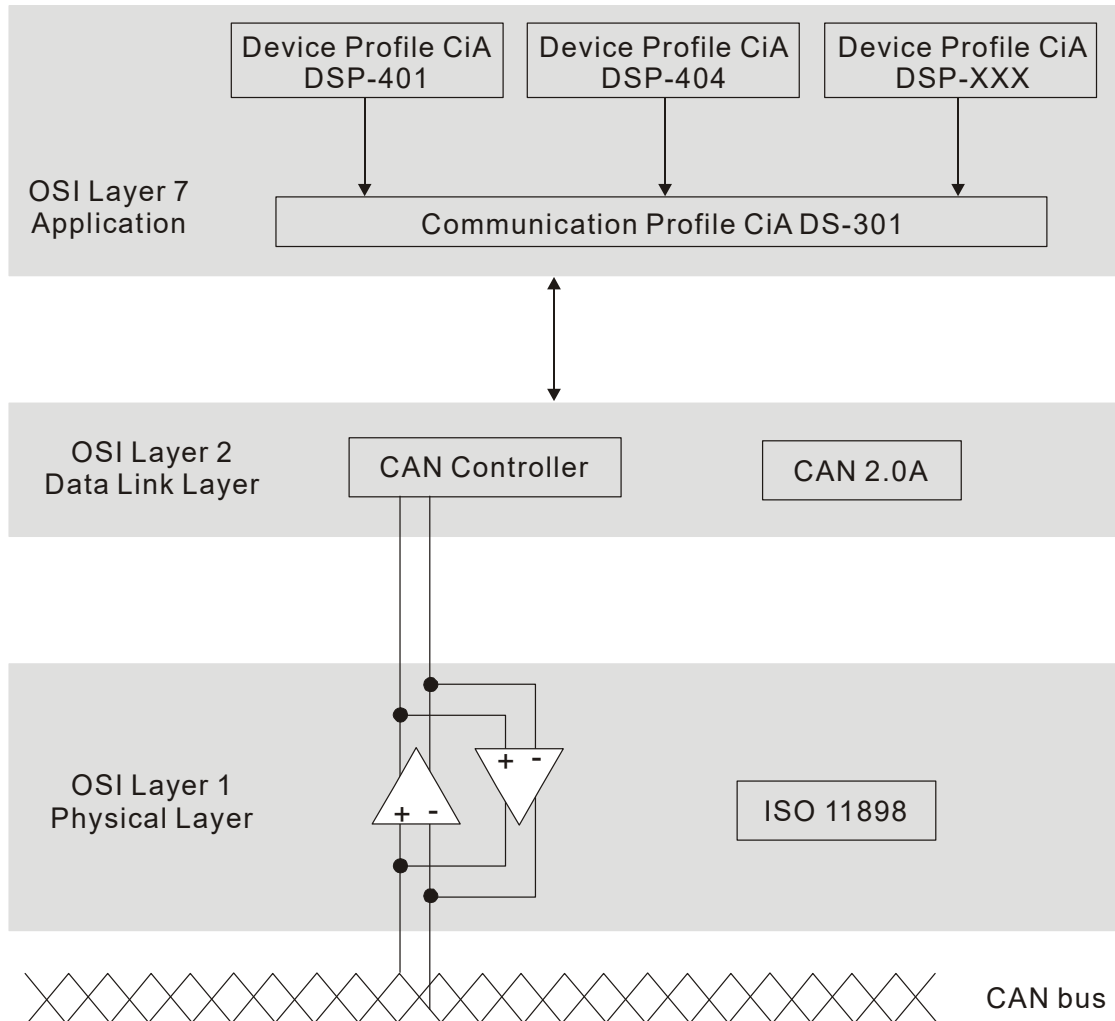 Device Profile CiA
DSP-401
Device Profile CiA
DSP-404
Device Profile CiA
DSP-XXX
OSI Layer 7
Application
Communication Profile CiA DS-301
OSI Layer 2
Data Link Layer
CAN Controller
CAN 2.0A
OSI Layer 1
Physical Layer
+ -
+ -
ISO 11898
CAN bus